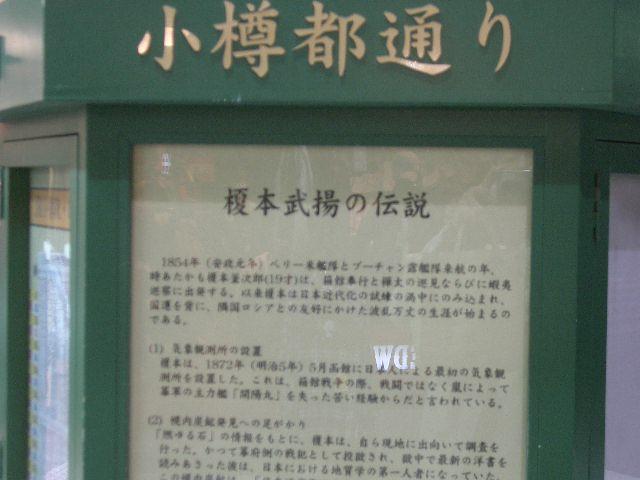 小樽都通り
榎本武揚の伝説
1854年（安政元年）ペリー米艦隊とプーチャン露艦隊来航の年、
時あたかも榎本釜次郎(19才)は、箱館奉行と樺太の巡見ならびに蝦夷
巡察に出発する。以来榎本は日本近代化の試練の渦中にのみ込まれ、
国運を背に、隣国ロシアとの友好にかけた波乱万丈の生涯が始まるの
である。
(1) 気象観測所の設置
榎本は、1872年（明治5年）5月函館に日本人による最初の気象観
測所を設置した。これは、箱館戦争の際、戦闘ではなく嵐によって
幕軍の主力艦「開陽丸」を失った苦い経験からだと言われている。
(2) 幌内炭鉱発見への足がかり
「燃ゆる石」の情報をもとに、榎本は、自ら現地に出向いて調査を
行った。かつて幕府側の戦犯として投獄され、獄中で最新の洋書を
読みあさった彼は、日本における地質学の第一人者になっていた。